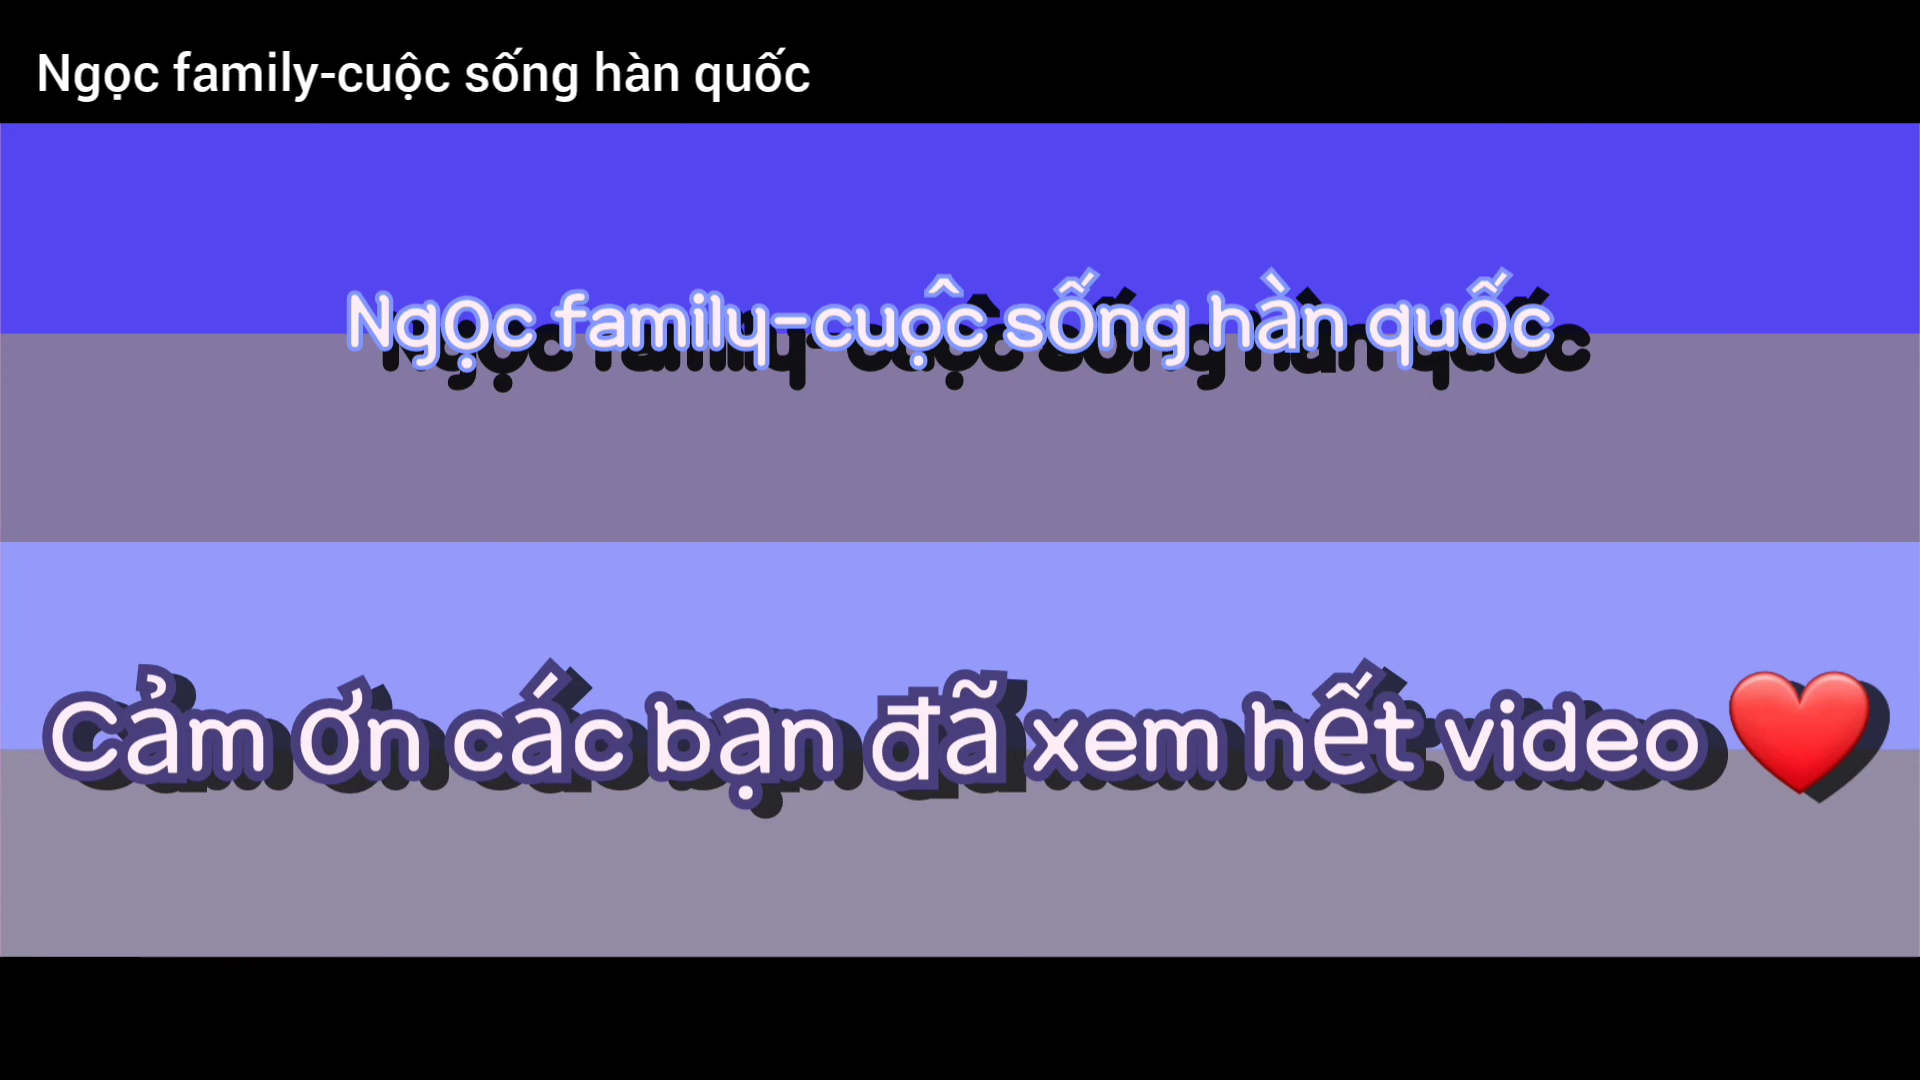 Ngọc family-cuộc sống hàn quốc
Ngọc family-cuộc sống hàn quốc
Cảm ơn các bạn đã xem hết video ❤️